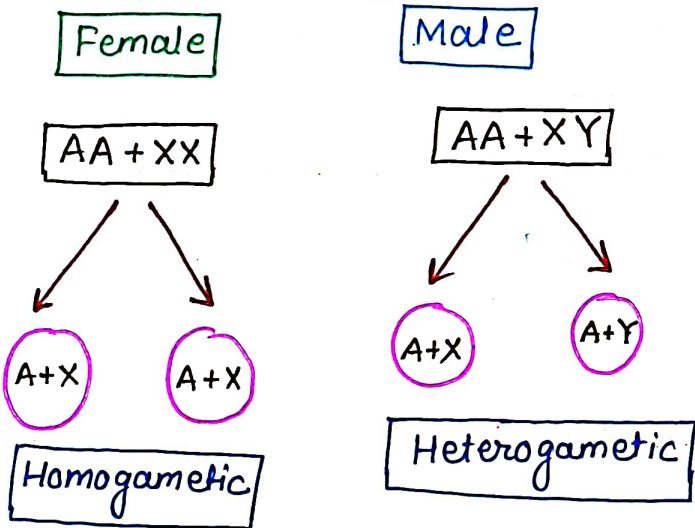 Female
Male
AA + XX
AA + XY
A+X
A+X
A+X
A+Y
Homogametic
Heterogametic